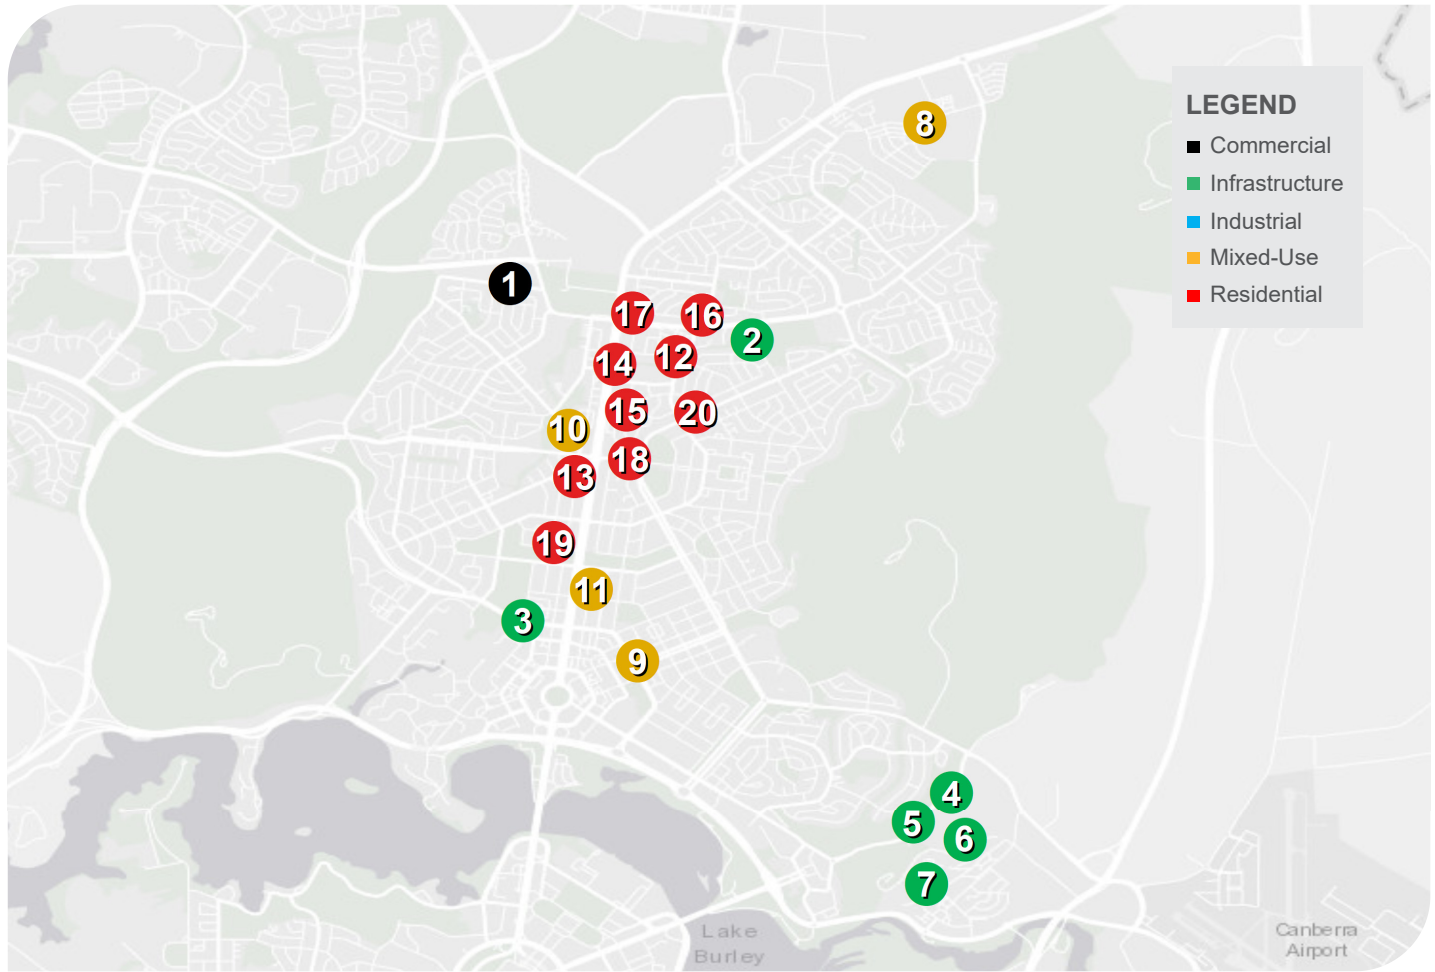 8
LEGEND
Commercial
Infrastructure
Industrial
Mixed-Use
Residential
1
17
16
2
14
12
15
20
10
18
13
19
11
3
9
4
5
6
7
Lake
Burley
Canberra
Airport